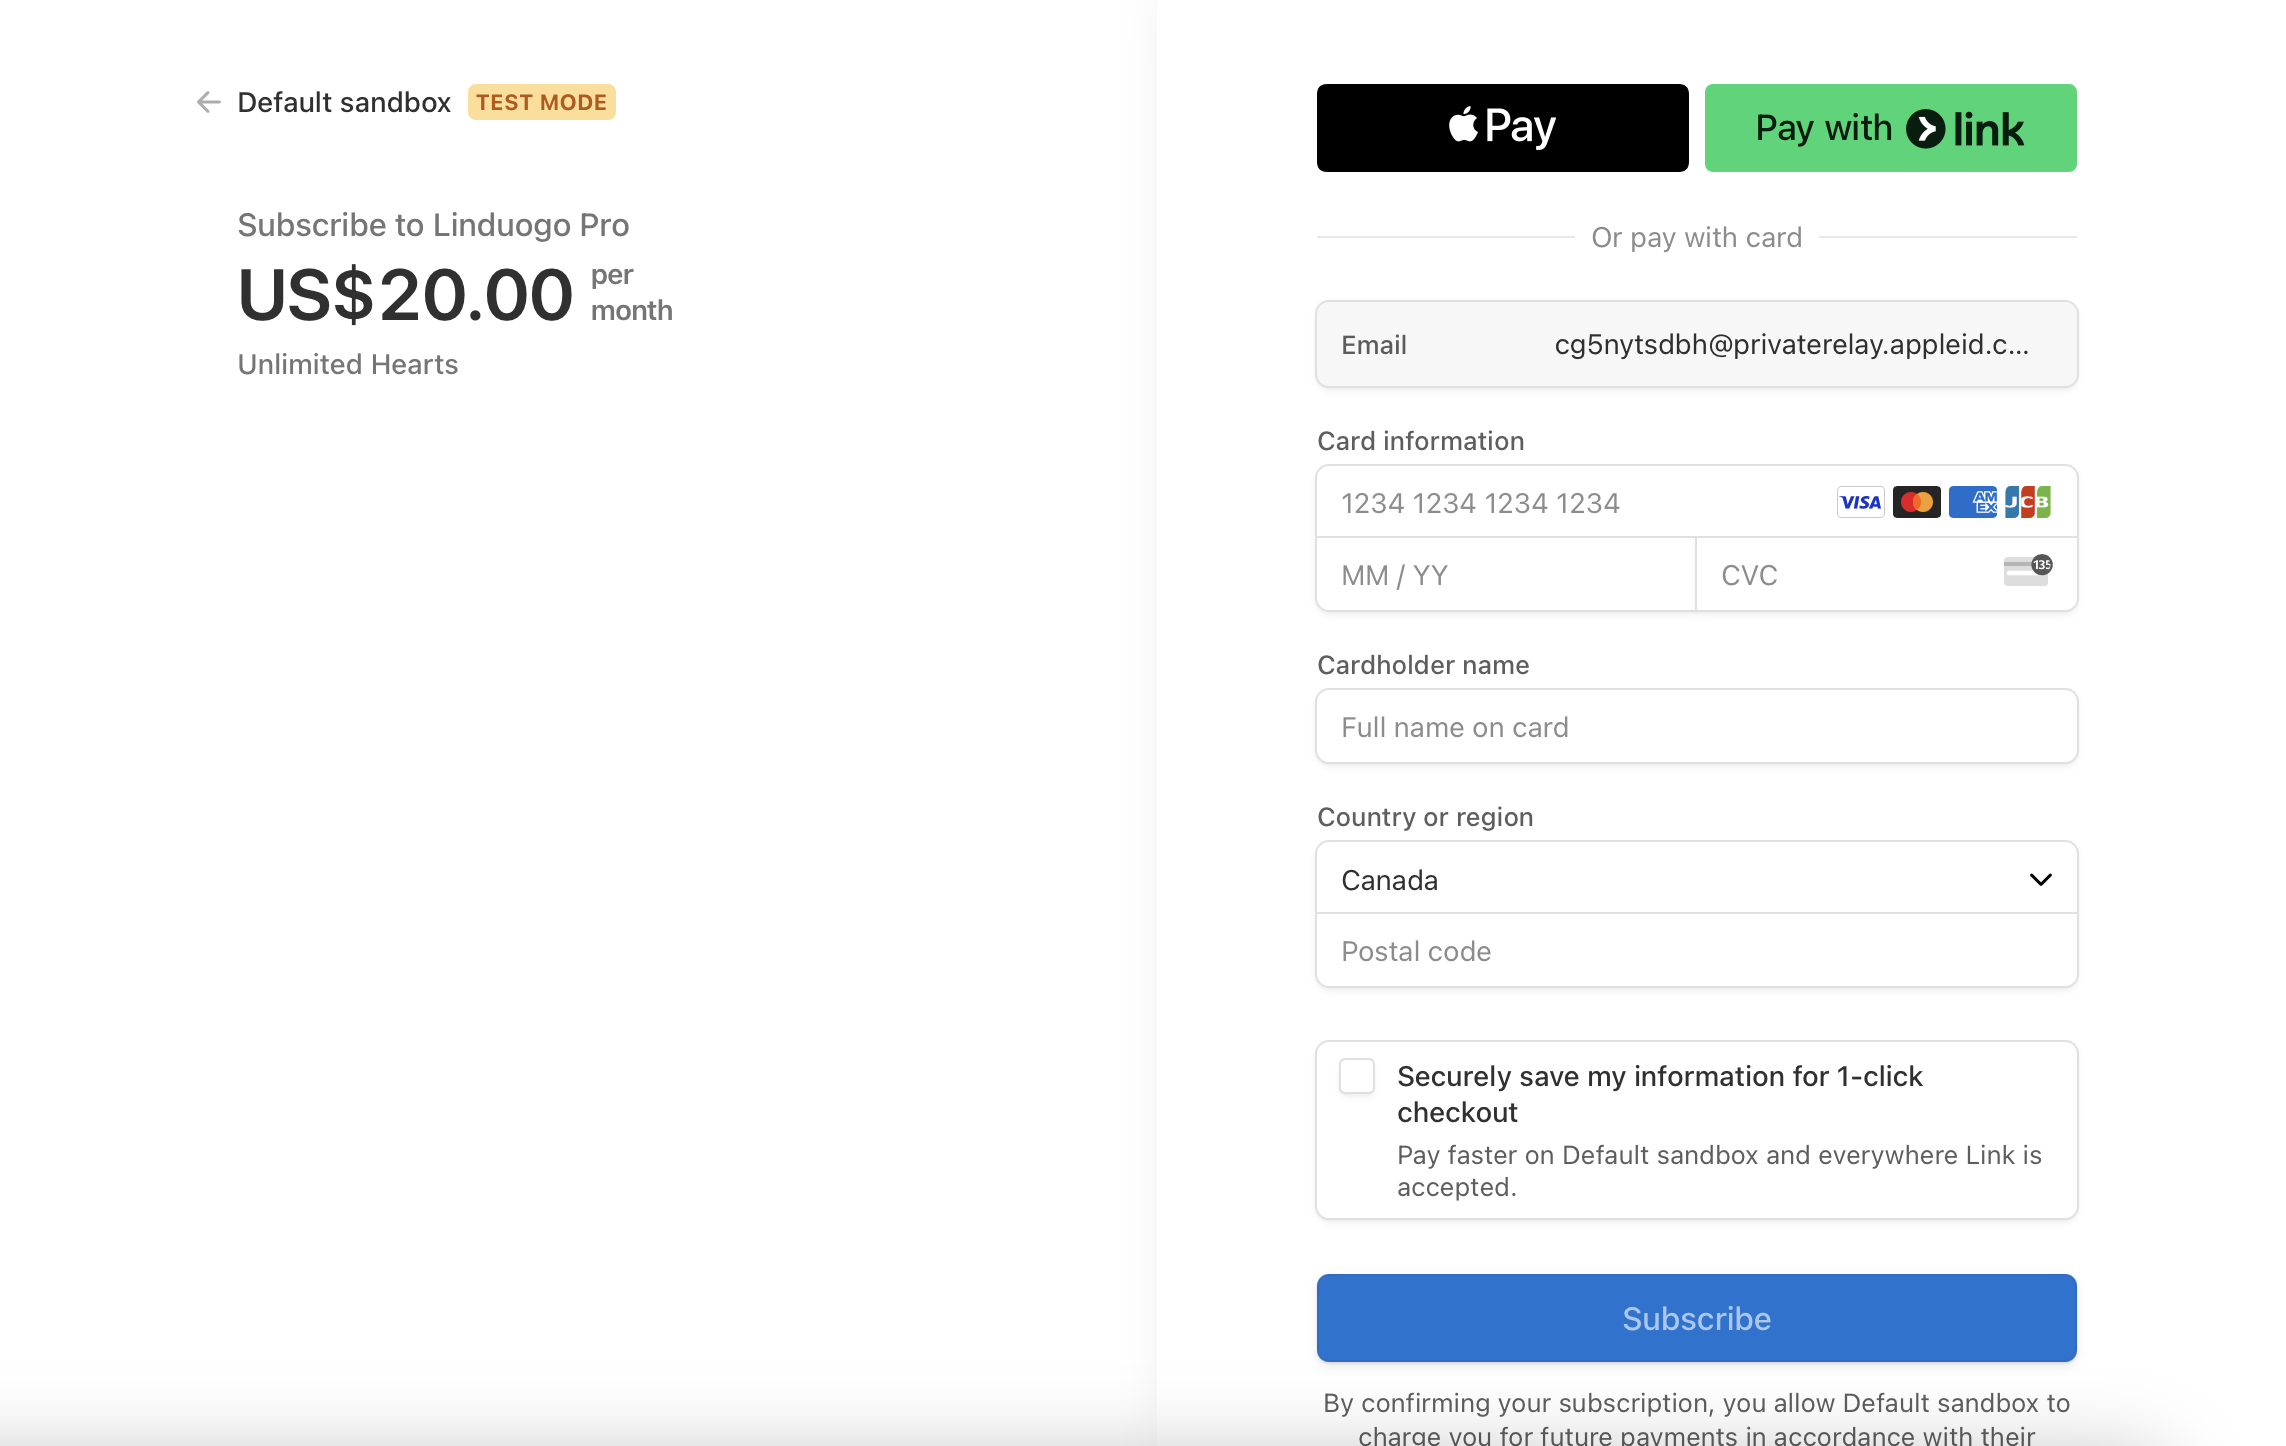 Default sandbox TEST MODE
Subscribe to Linduogo Pro
US$20.00 per
month
Unlimited Hearts
Pay
Pay with link
Or pay with card
Email cg5nytsdbh@privaterelay.appleid.c...
Card information
1234 1234 1234 1234 VISA AM EX JCB
MM / YY CVC 135
Cardholder name
Full name on card
Country or region
Canada
Postal code
Securely save my information for 1-click
checkout
Pay faster on Default sandbox and everywhere Link is
accepted.
Subscribe
By confirming your subscription, you allow Default sandbox to
charge you for future payments in accordance with their